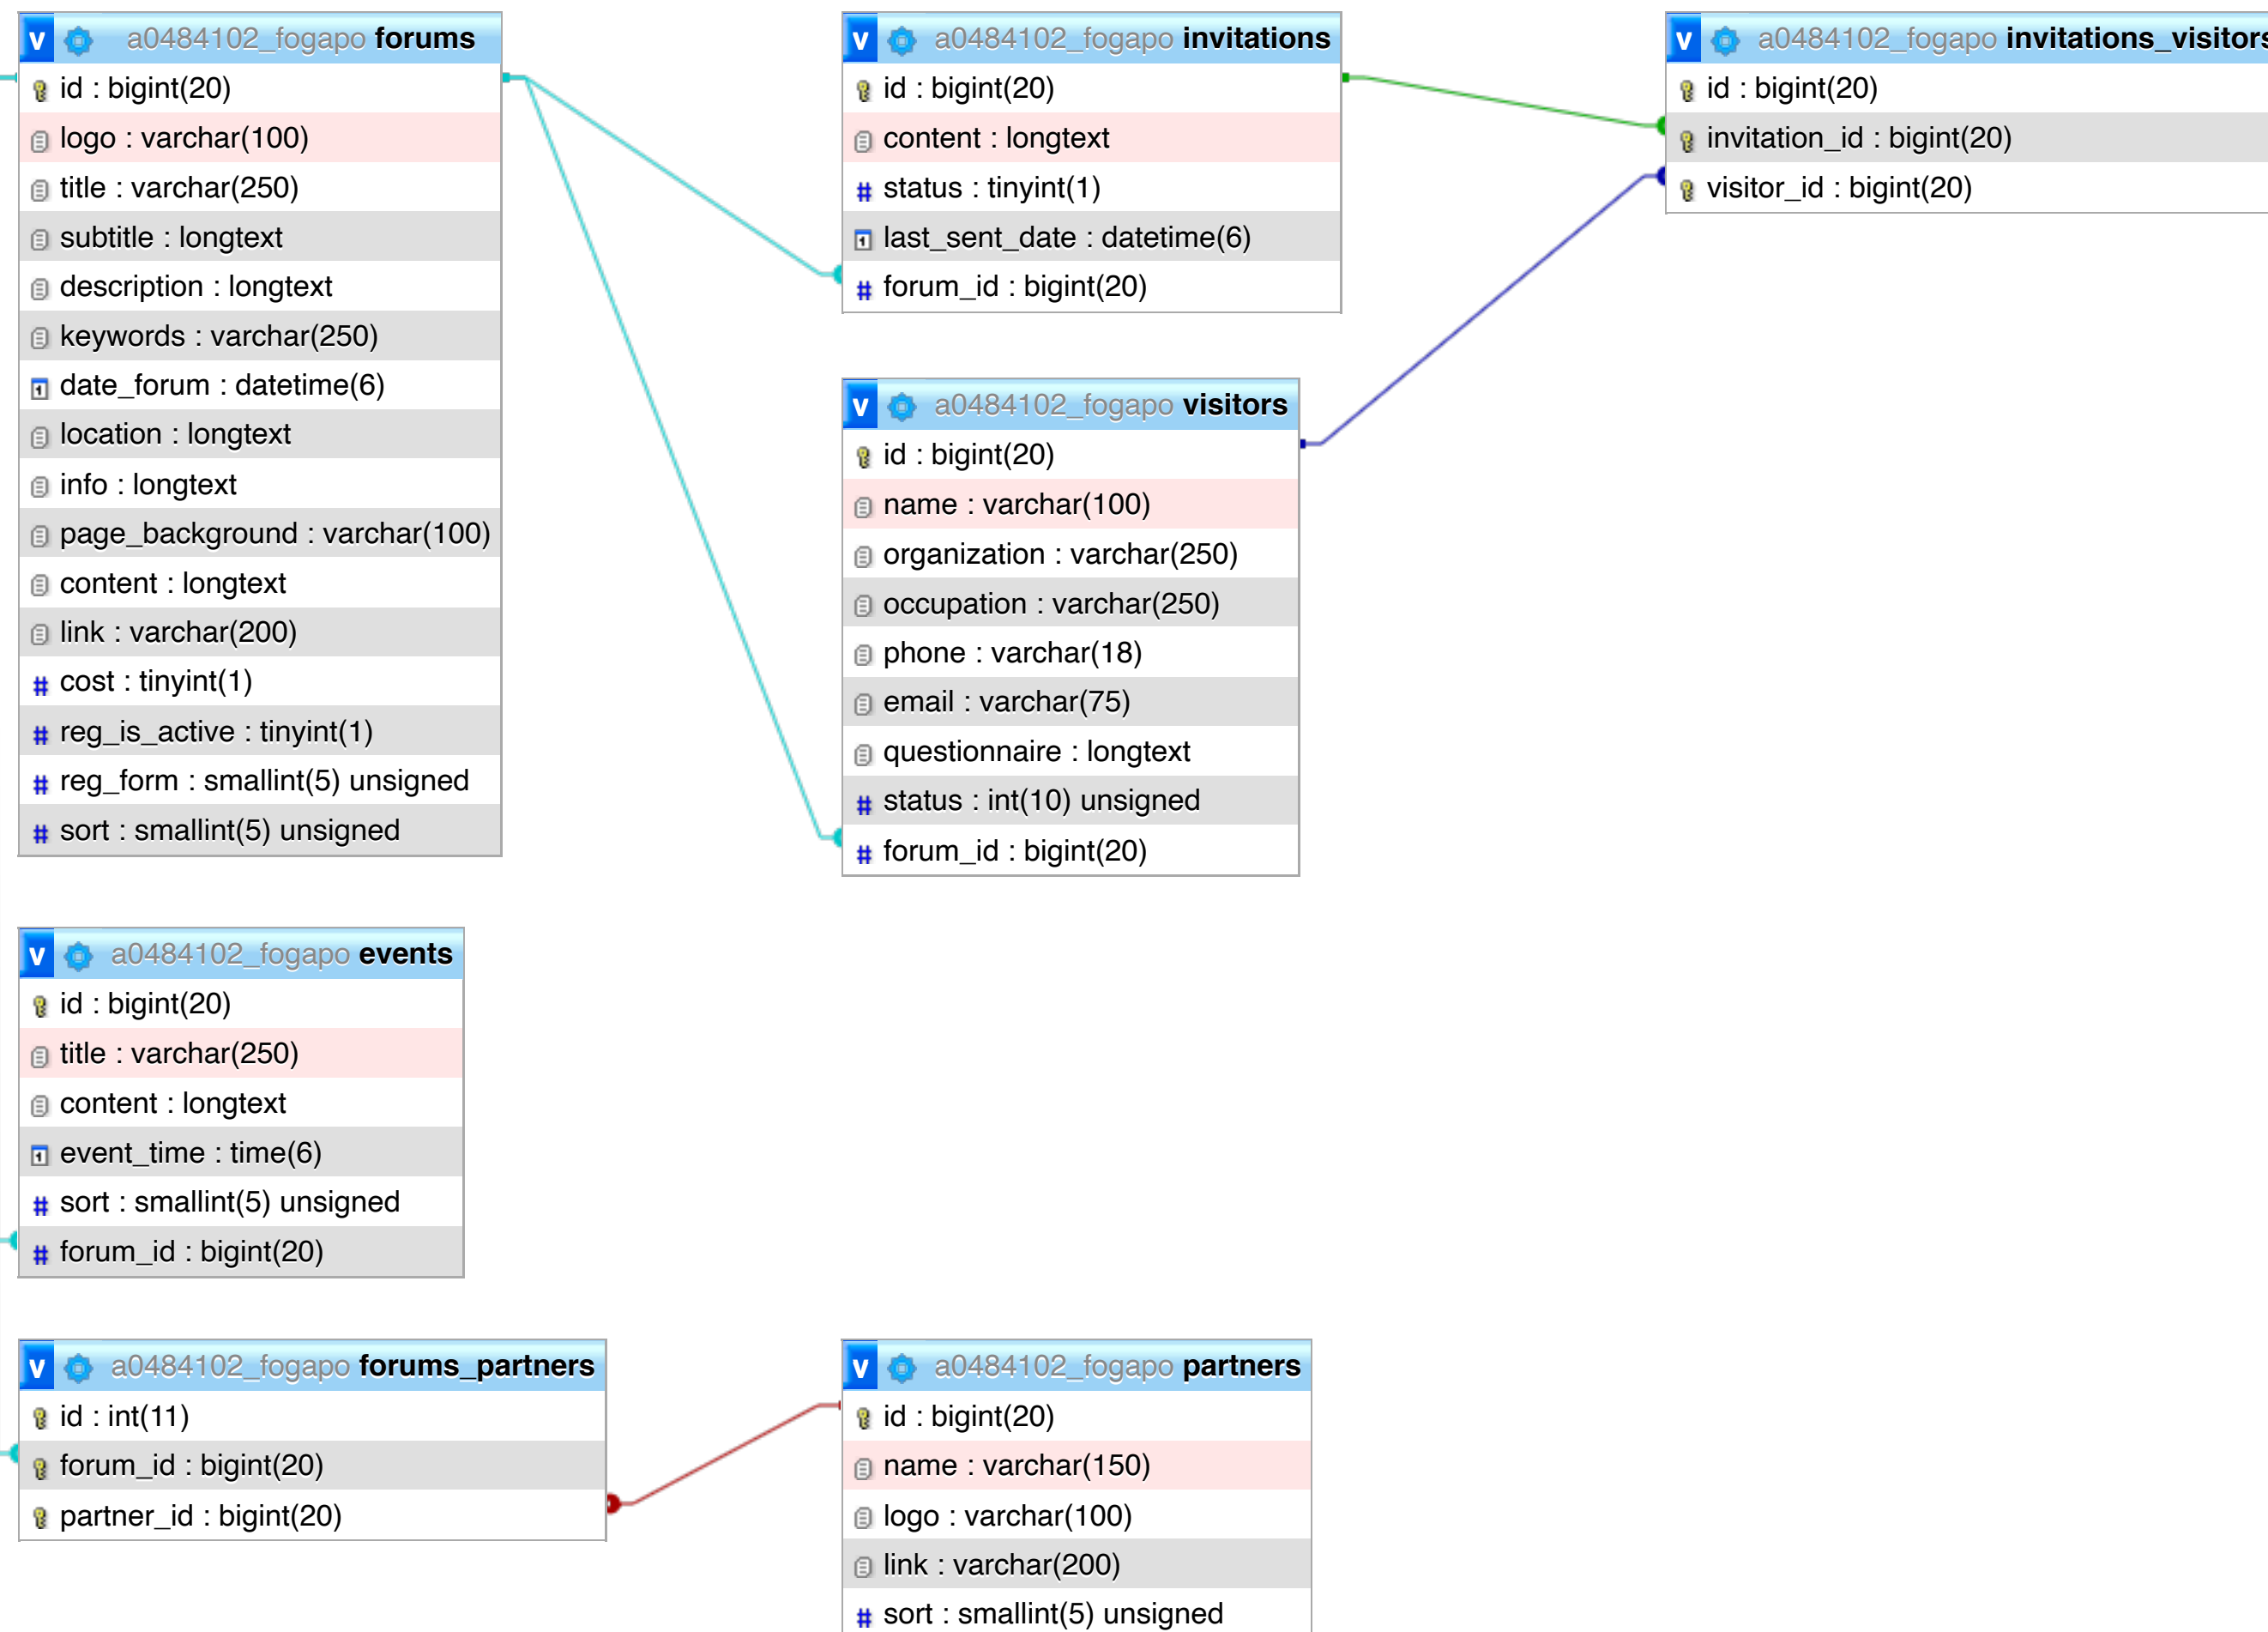 v a0484102_fogapo forums
id : bigint(20)
logo : varchar(100)
title : varchar(250)
subtitle : longtext
description : longtext
keywords : varchar(250)
date_forum : datetime(6)
location : longtext
info : longtext
page_background : varchar(100)
content : longtext
link : varchar(200)
# cost : tinyint(1)
# reg_is_active : tinyint(1)
# reg_form : smallint(5) unsigned
# sort : smallint(5) unsigned
v a0484102_fogapo invitations
id : bigint(20)
content : longtext
# status : tinyint(1)
last_sent_date : datetime(6)
# forum_id : bigint(20)
v a0484102_fogapo invitations_visitors
id : bigint(20)
invitation_id : bigint(20)
visitor_id : bigint(20)
v a0484102_fogapo visitors
id : bigint(20)
name : varchar(100)
organization : varchar(250)
occupation : varchar(250)
phone : varchar(18)
email : varchar(75)
questionnaire : longtext
# status : int(10) unsigned
# forum_id : bigint(20)
v a0484102_fogapo events
id : bigint(20)
title : varchar(250)
content : longtext
event_time : time(6)
# sort : smallint(5) unsigned
# forum_id : bigint(20)
v a0484102_fogapo forums_partners
id : int(11)
forum_id : bigint(20)
partner_id : bigint(20)
v a0484102_fogapo partners
id : bigint(20)
name : varchar(150)
logo : varchar(100)
link : varchar(200)
# sort : smallint(5) unsigned